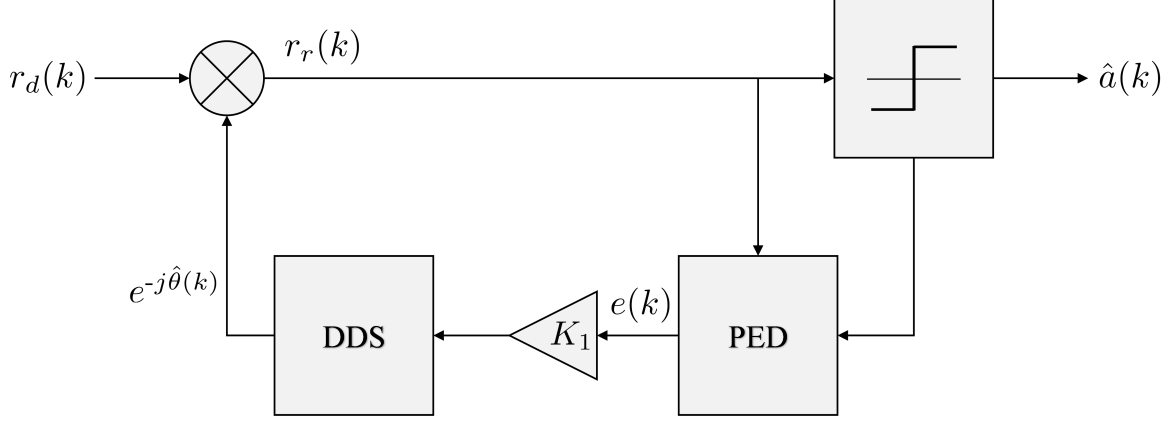 r_d(k)
r_r(k)
â(k)
e^{-jθ̂(k)}
DDS
K_1
e(k)
PED